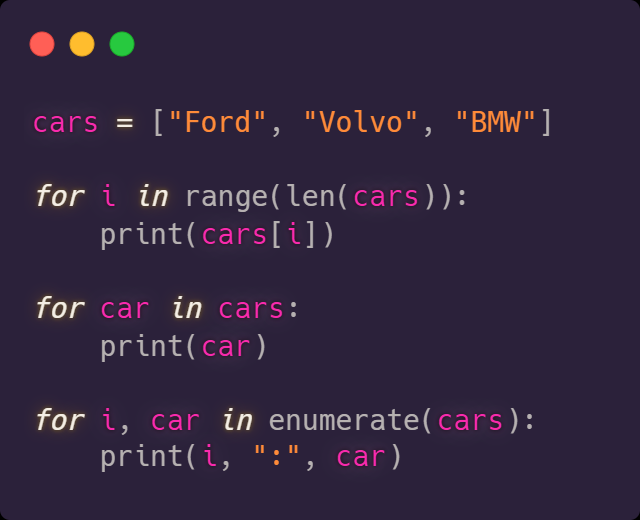 cars = ["Ford", "Volvo", "BMW"]
for i in range(len(cars)):
    print(cars[i])
for car in cars:
    print(car)
for i, car in enumerate(cars):
    print(i, ":", car)